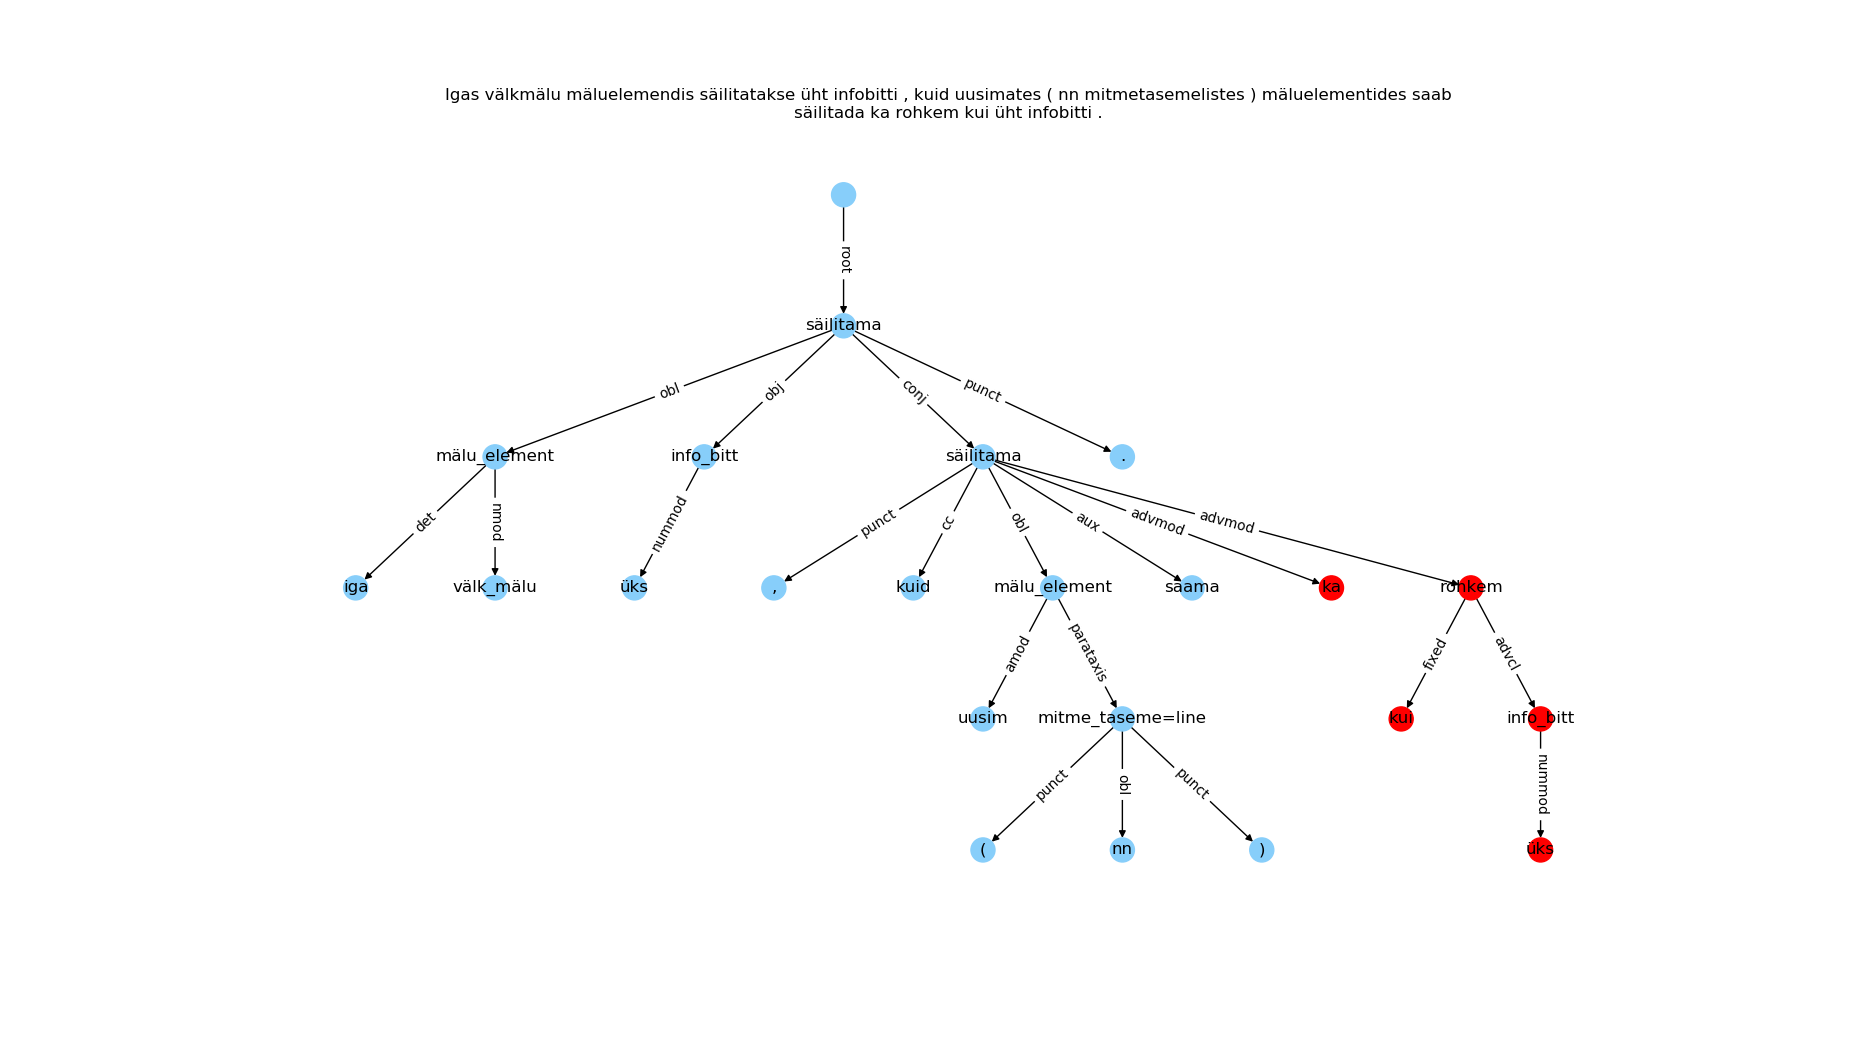 Igas välkmälu mäluelemendis säilitatakse üht infobitti , kuid uusimates ( nn mitmetasemelistes ) mäluelementides saab
säilitada ka rohkem kui üht infobitti .
root
säilitama
obl obj conj punct
mälu_element info_bitt säilitama .
det nmod nummod punct cc obl aux advmod advmod
iga välk_mälu üks , kuid mälu_element saama ka rohkem
amod parataxis fixed advcl
uusim mitme_taseme=line kui info_bitt
punct obl punct nummod
( nn ) üks